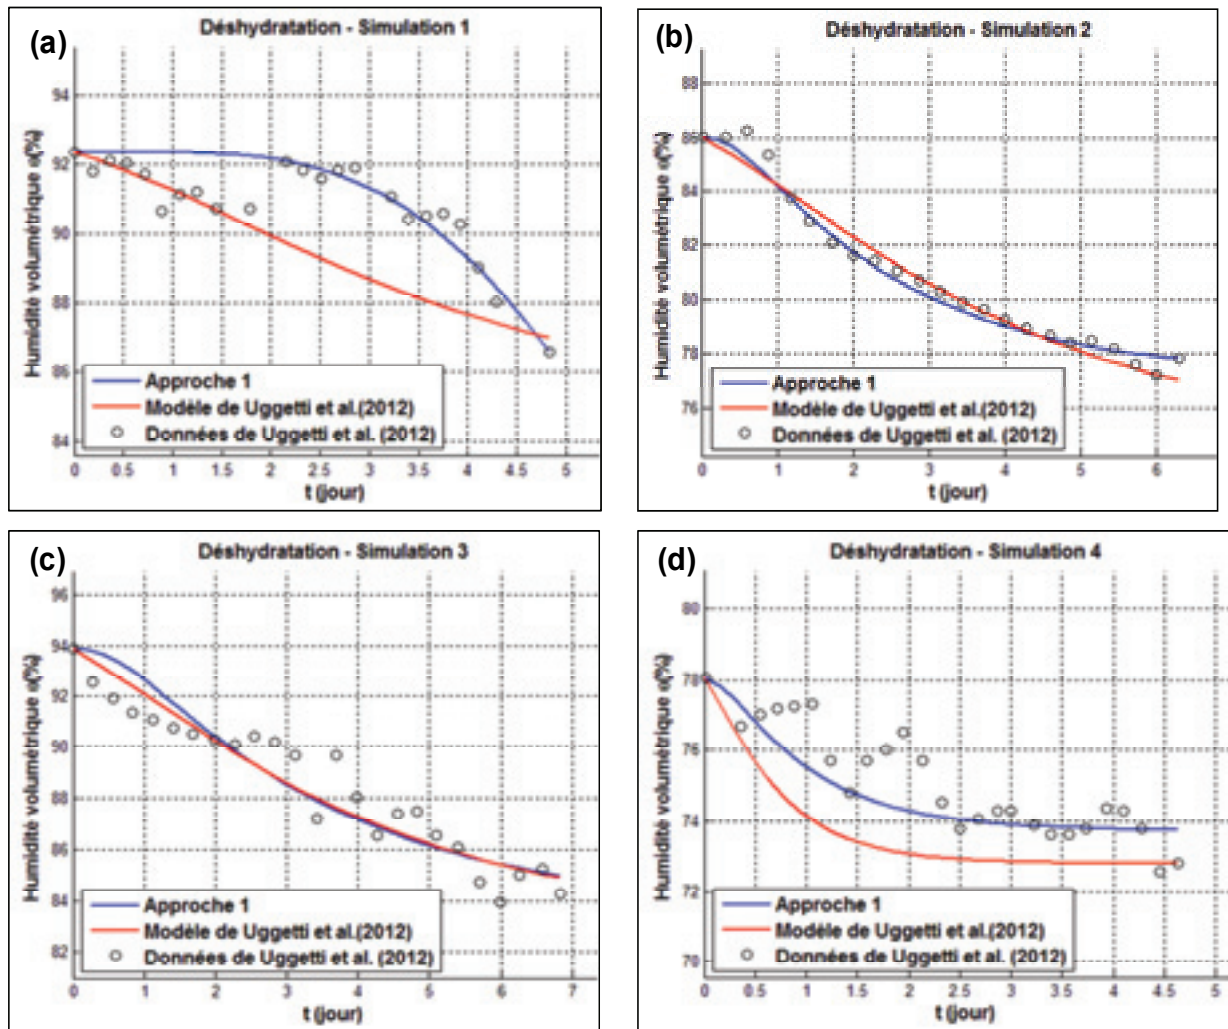 (a)
Déshydratation - Simulation 1
Humidité volumétrique e(%)
94
92
90
88
86
84
Approche 1
Modèle de Uggetti et al.(2012)
Données de Uggetti et al. (2012)
0 0.5 1 1.5 2 2.5 3 3.5 4 4.5 5
t (jour)
(b)
Déshydratation - Simulation 2
Humidité volumétrique e(%)
88
86
84
82
80
78
76
Approche 1
Modèle de Uggetti et al.(2012)
Données de Uggetti et al. (2012)
0 1 2 3 4 5 6
t (jour)
(c)
Déshydratation - Simulation 3
Humidité volumétrique e(%)
96
94
92
90
88
86
84
82
Approche 1
Modèle de Uggetti et al.(2012)
Données de Uggetti et al. (2012)
0 1 2 3 4 5 6 7
t (jour)
(d)
Déshydratation - Simulation 4
Humidité volumétrique e(%)
80
78
76
74
72
70
Approche 1
Modèle de Uggetti et al.(2012)
Données de Uggetti et al. (2012)
0 0.5 1 1.5 2 2.5 3 3.5 4 4.5 5
t (jour)